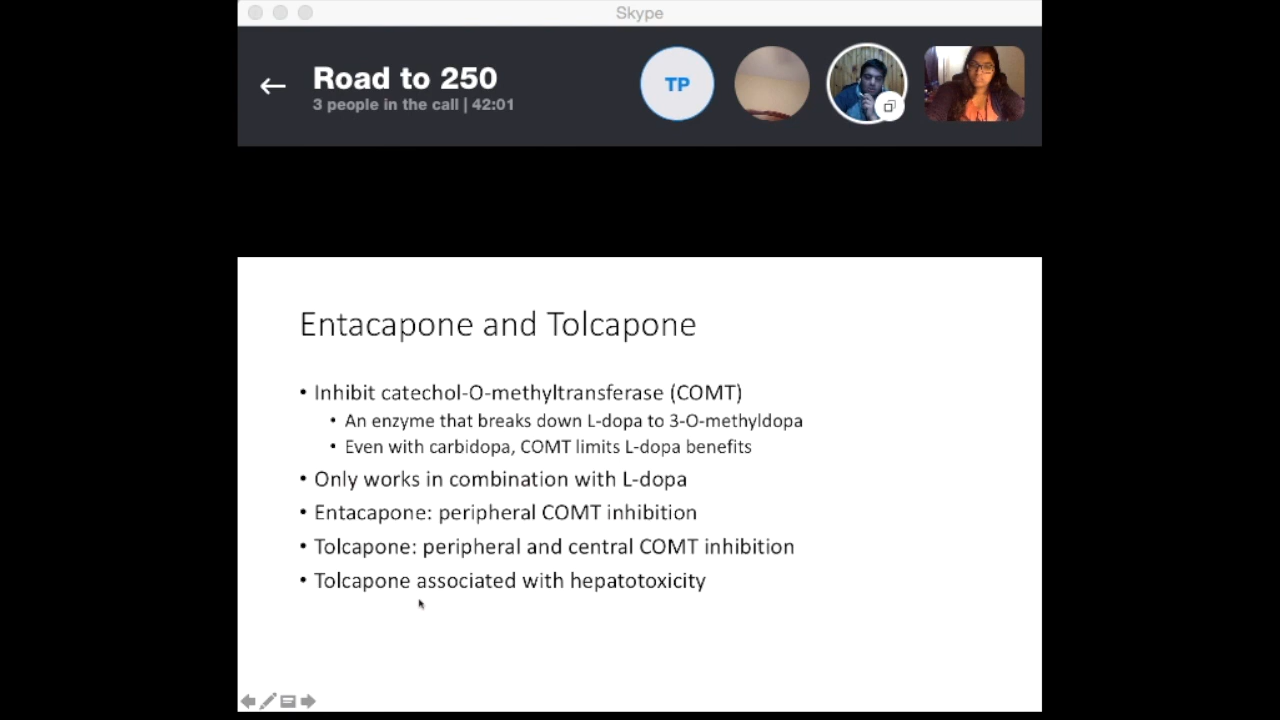 Skype
Road to 250
3 people in the call | 42:01
TP
Entacapone and Tolcapone
• Inhibit catechol-O-methyltransferase (COMT)
• An enzyme that breaks down L-dopa to 3-O-methyldopa
• Even with carbidopa, COMT limits L-dopa benefits
• Only works in combination with L-dopa
• Entacapone: peripheral COMT inhibition
• Tolcapone: peripheral and central COMT inhibition
• Tolcapone associated with hepatotoxicity